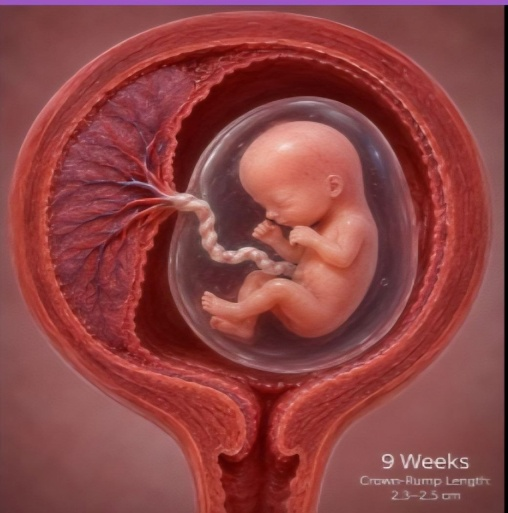 9 Weeks
Crown-Rump Length:
2.3–2.5 cm